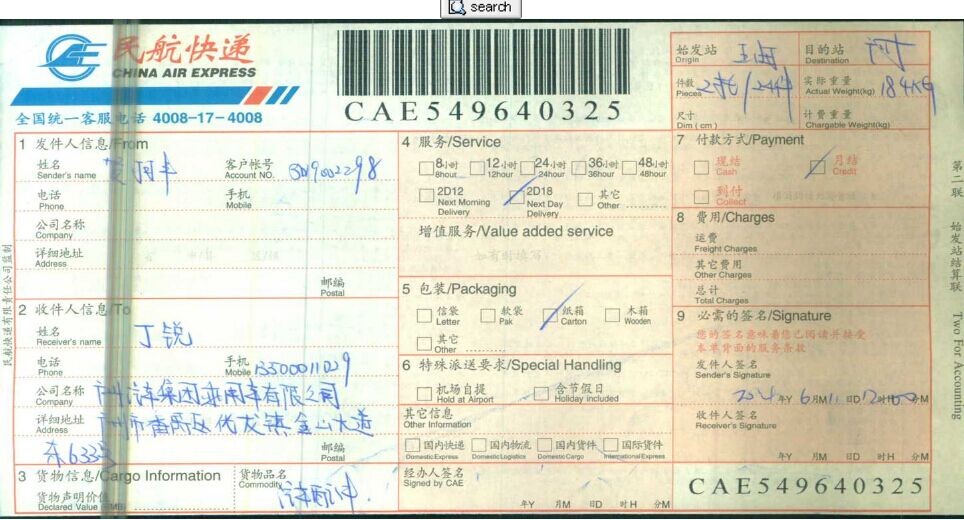 search
民航快递
CHINA AIR EXPRESS
全国统一客服电话 4008-17-4008
CAE549640325
始发站 Origin
目的站 Destination
件数 Pieces
实际重量 Actual Weight(kg) 184KG
尺寸 Dim (cm)
计费重量 Chargable Weight(kg)
1 发件人信息/From
姓名 Sender's name
客户帐号 Account NO.
电话 Phone
手机 Mobile
公司名称 Company
详细地址 Address
邮编 Postal
2 收件人信息/To
姓名 Receiver's name 丁锐
电话 Phone
手机 Mobile 13500011029
公司名称 Company 广州汽车集团乘用车有限公司
详细地址 Address 广州市番禺区化龙镇金山大道
东633号
邮编 Postal
3 货物信息/Cargo Information
货物声明价值 Declared Value (RMB)
货物品名 Commodity 汽车配件
4 服务/Service
8小时 8hour
12小时 12hour
24小时 24hour
36小时 36hour
48小时 48hour
2D12 Next Morning Delivery
2D18 Next Day Delivery
其它 Other
增值服务/Value added service
5 包装/Packaging
信袋 Letter
软袋 Pak
纸箱 Carton
木箱 Wooden
其它 Other
6 特殊派送要求/Special Handling
机场自提 Hold at Airport
含节假日 Holiday included
其它信息 Other Information
国内快递 Domestic Express
国内物流 Domestic Logistics
国内货件 Domestic Cargo
国际货件 International Express
经办人签名 Signed by CAE
年Y 月M 日D 时H 分M
7 付款方式/Payment
现结 Cash
月结 Credit
到付 Collect
8 费用/Charges
运费 Freight Charges
其它费用 Other Charges
总计 Total Charges
9 必需的签名/Signature
您的签名意味着您已阅读并接受
本单背面的服务条款
发件人签名 Sender's Signature
年Y 6月M 11日D 12时H 00分M
收件人签名 Receiver's Signature
年Y 月M 日D 时H 分M
CAE549640325
第二联 始发站结算联 Two For Accounting
民航快递有限责任公司监制